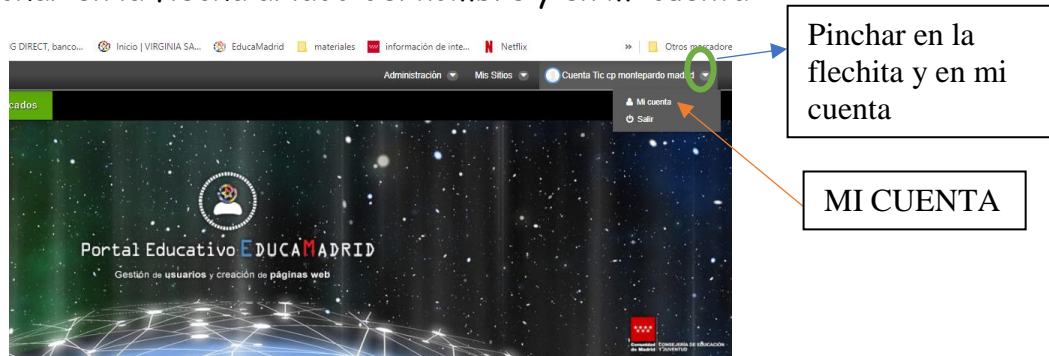 G DIRECT, banco... Inicio | VIRGINIA SA... EducaMadrid materiales información de inte... Netflix » Otros marcadore
Administración Mis Sitios Cuenta Tic cp montepardo madrid
Mi cuenta
Salir
cados
Portal Educativo EDUCAMADRID
Gestión de usuarios y creación de páginas web
Comunidad de Madrid
CONSEJERÍA DE EDUCACIÓN
Y JUVENTUD
Pinchar en la
flechita y en mi
cuenta
MI CUENTA